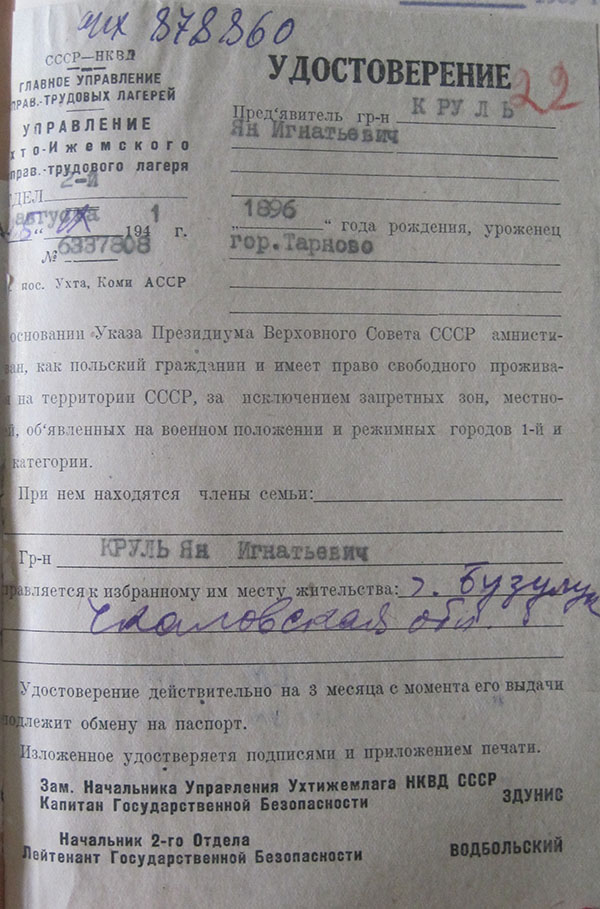 878860
СССР—НКВД
ГЛАВНОЕ УПРАВЛЕНИЕ
ПРАВ.-ТРУДОВЫХ ЛАГЕРЕЙ
УПРАВЛЕНИЕ
хто-Ижемского
прав.-трудового лагеря
ДЕЛ 2-й
августа
" IX 1941 г.
№ 6337808
пос. Ухта, Коми АССР
УДОСТОВЕРЕНИЕ
22
Пред'явитель гр-н КРУЛЬ
Ян Игнатьевич
"1896" года рождения, уроженец
гор.Тарново
основании Указа Президиума Верховного Совета СССР амнисти-
ван, как польский гражданин и имеет право свободного прожива-
я на территории СССР, за исключением запретных зон, местно-
й, об'явленных на военном положении и режимных городов 1-й и
категории.
При нем находятся члены семьи:
Гр-н КРУЛЬ Ян Игнатьевич
правляется к избранному им месту жительства: г. Бузулук
Чкаловская обл.
Удостоверение действительно на 3 месяца с момента его выдачи
подлежит обмену на паспорт.
Изложенное удостверяетя подписями и приложением печати.
Зам. Начальника Управления Ухтижемлага НКВД СССР
Капитан Государственной Безопасности ЗДУНИС
Начальник 2-го Отдела
Лейтенант Государственной Безопасности ВОДБОЛЬСКИЙ